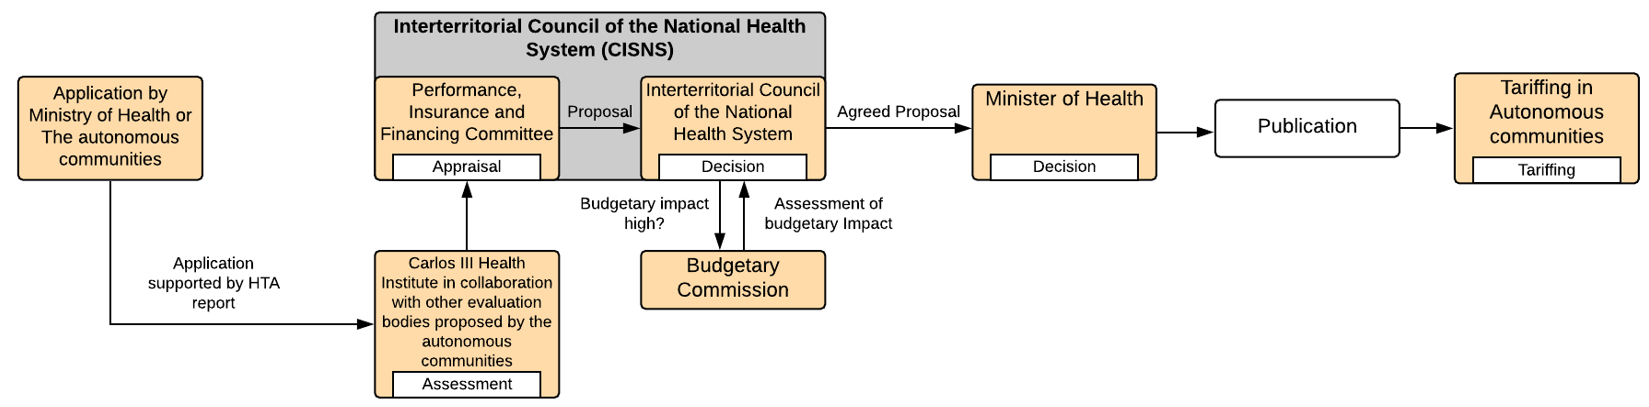 Interterritorial Council of the National Health
System (CISNS)
Application by
Ministry of Health or
The autonomous
communities
Performance,
Insurance and
Financing Committee
Appraisal
Proposal
Interterritorial Council
of the National
Health System
Decision
Agreed Proposal
Minister of Health
Decision
Publication
Tariffing in
Autonomous
communities
Tariffing
Budgetary impact
high?
Assessment of
budgetary Impact
Application
supported by HTA
report
Carlos III Health
Institute in collaboration
with other evaluation
bodies proposed by the
autonomous
communities
Assessment
Budgetary
Commission